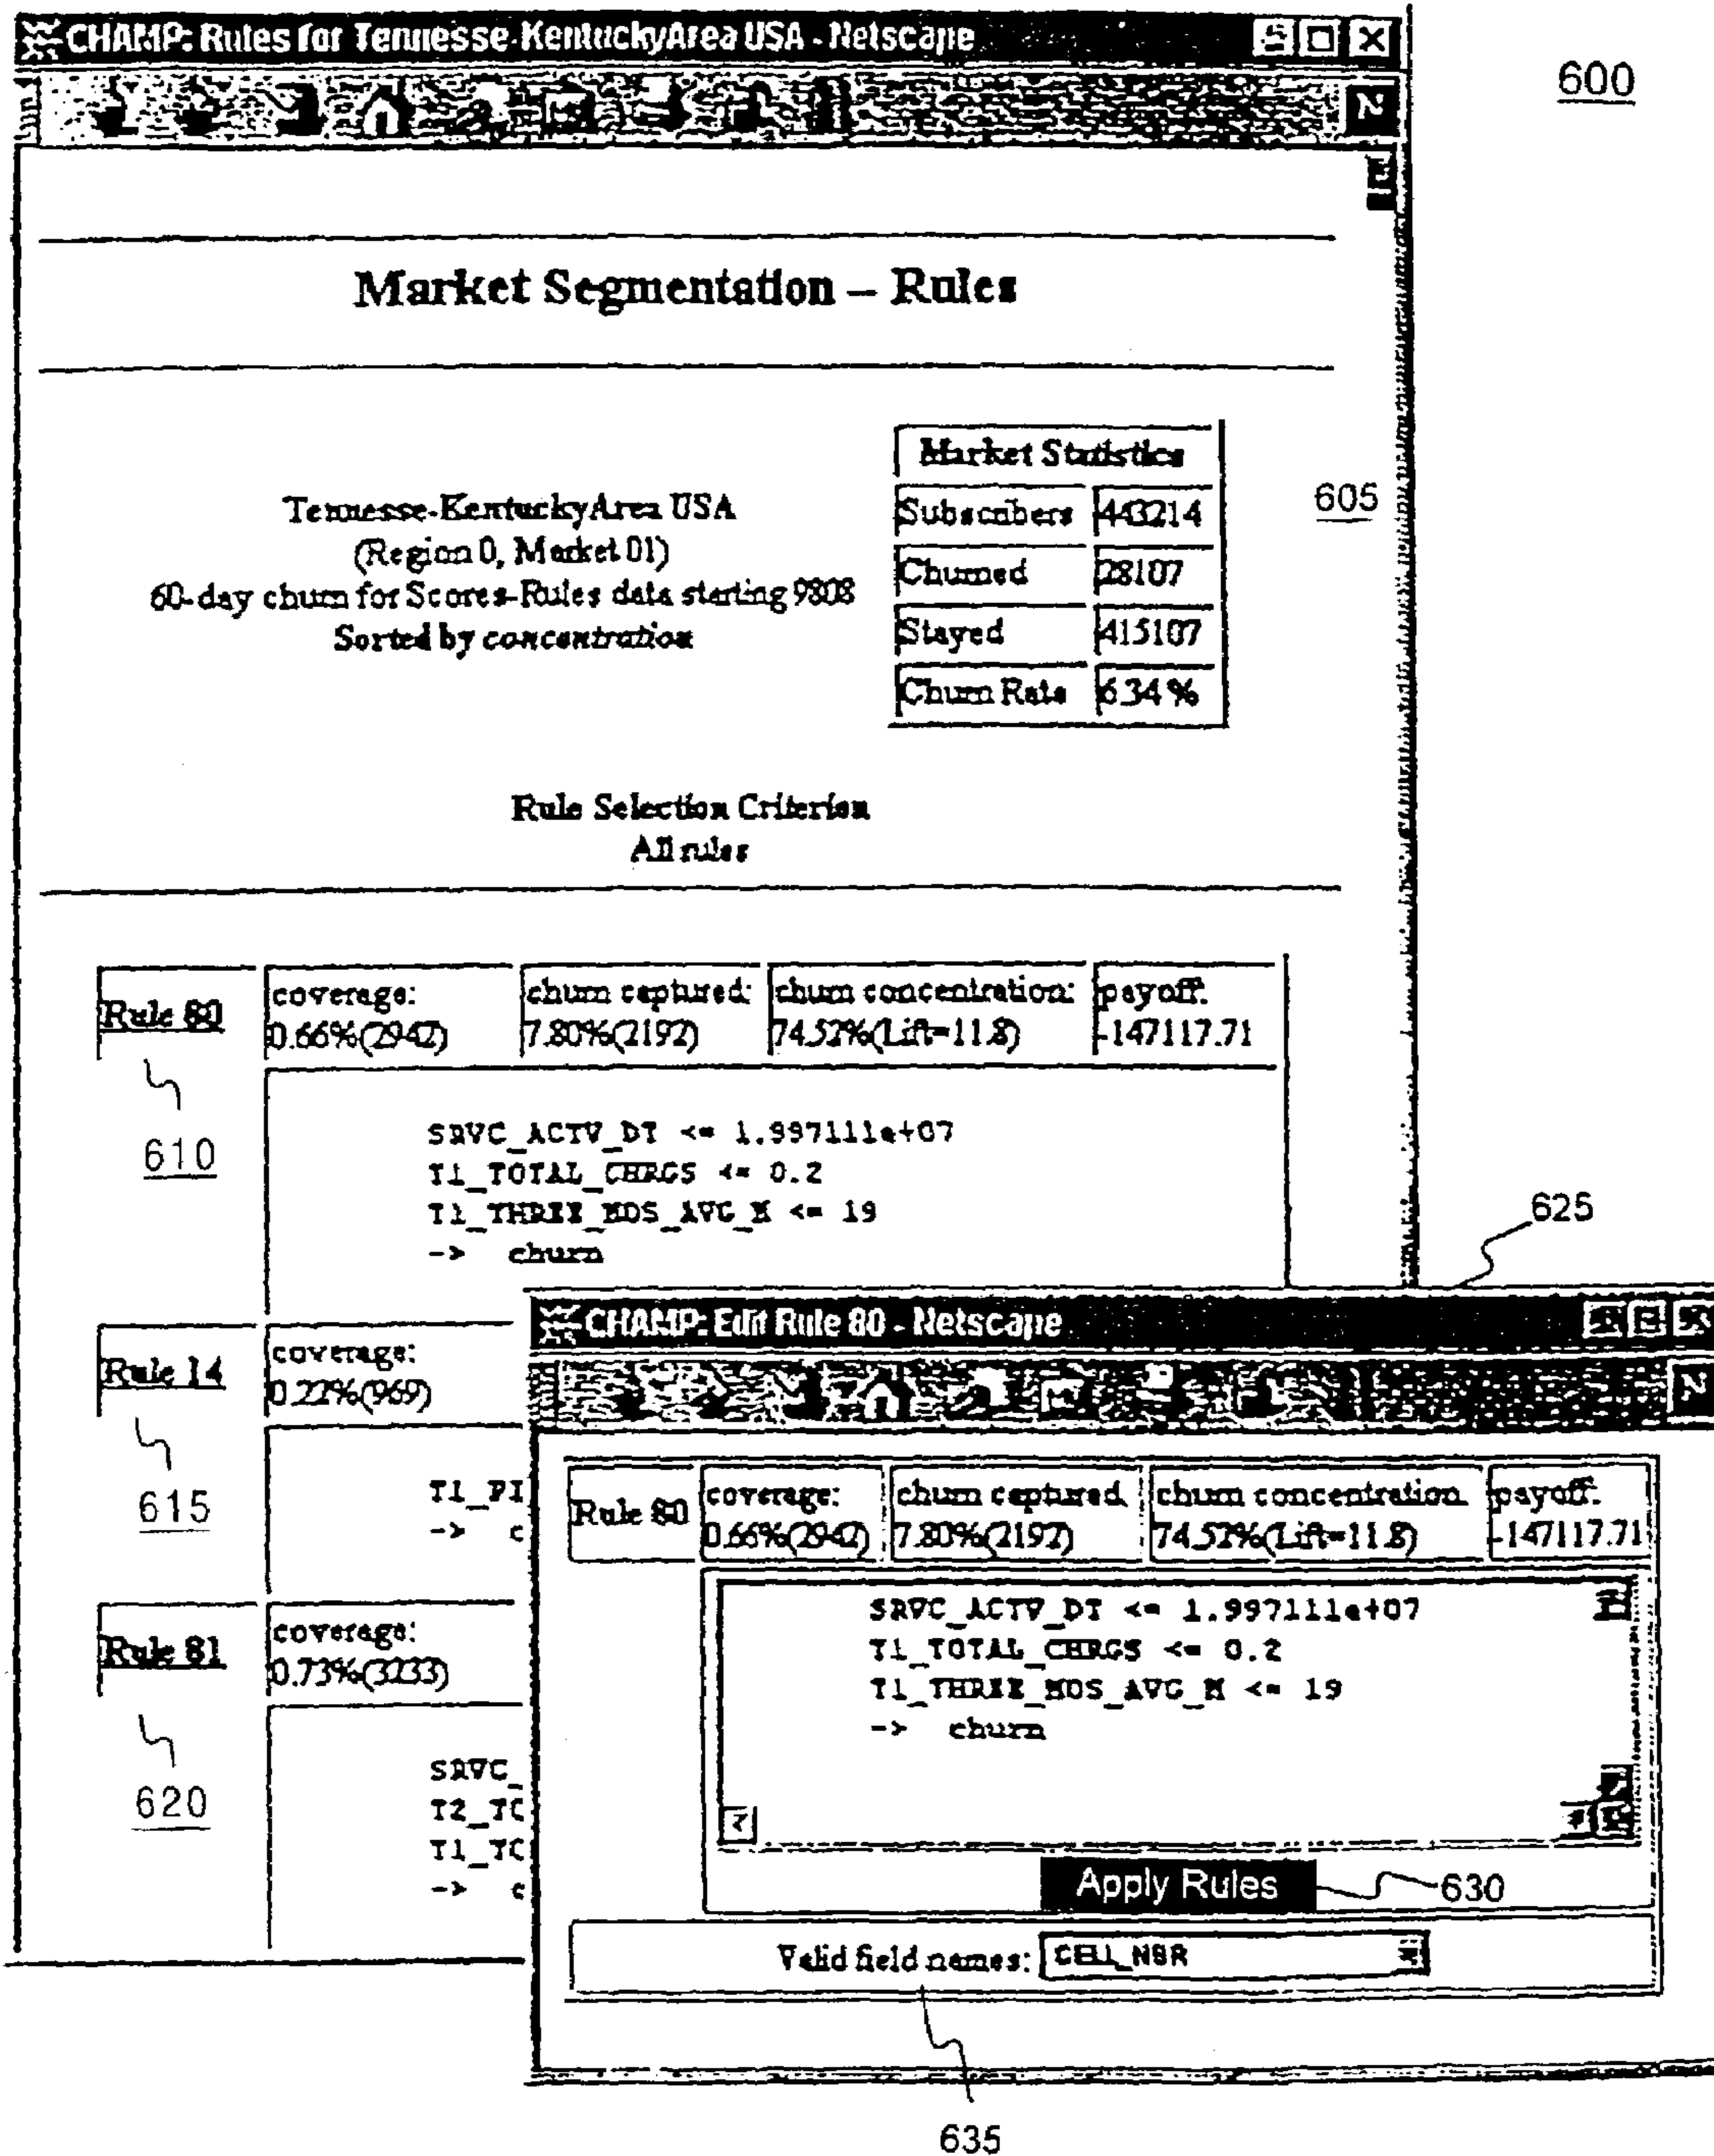 CHAMP: Rules for Tennesse-KentuckyArea USA - Netscape
600
Market Segmentation – Rules
Market Statistics
Subscribers 443214
Churned 28107
Stayed 415107
Churn Rate 6.34%
605
Tennesse-KentuckyArea USA
(Region 0, Market 01)
60-day churn for Scores-Rules data starting 9808
Sorted by concentration
Rule Selection Criterion
All rules
Rule 80
coverage: churn captured: churn concentration: payoff:
0.66%(2942) 7.80%(2192) 74.52%(Lift=11.8) -147117.71
610
SRVC_ACTV_DT <= 1.997111e+07
T1_TOTAL_CHRGS <= 0.2
T1_THREE_MOS_AVG_M <= 19
-> churn
Rule 14
coverage:
0.22%(969)
615
T1_PI
-> c
Rule 81
coverage:
0.73%(3233)
620
SRVC_
T2_TO
T1_TO
-> c
625
CHAMP: Edit Rule 80 - Netscape
Rule 80
coverage: churn captured churn concentration payoff:
0.66%(2942) 7.80%(2192) 74.52%(Lift=11.8) -147117.71
SRVC_ACTV_DT <= 1.997111e+07
T1_TOTAL_CHRGS <= 0.2
T1_THREE_MOS_AVG_M <= 19
-> churn
Apply Rules
630
Valid field names: CELL_NBR
635